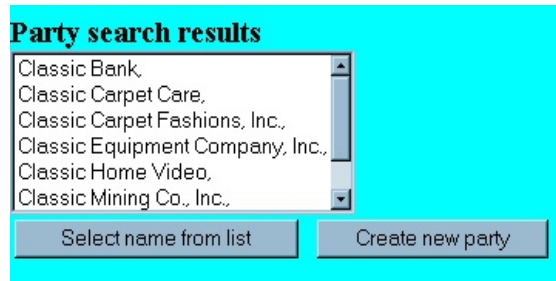 Party search results
Classic Bank,
Classic Carpet Care,
Classic Carpet Fashions, Inc.,
Classic Equipment Company, Inc.,
Classic Home Video,
Classic Mining Co., Inc.,
Select name from list
Create new party